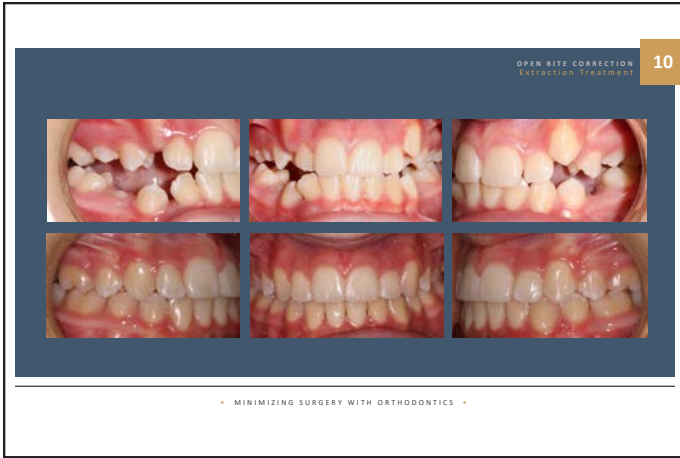 OPEN BITE CORRECTION
Extraction Treatment
10
• MINIMIZING SURGERY WITH ORTHODONTICS •